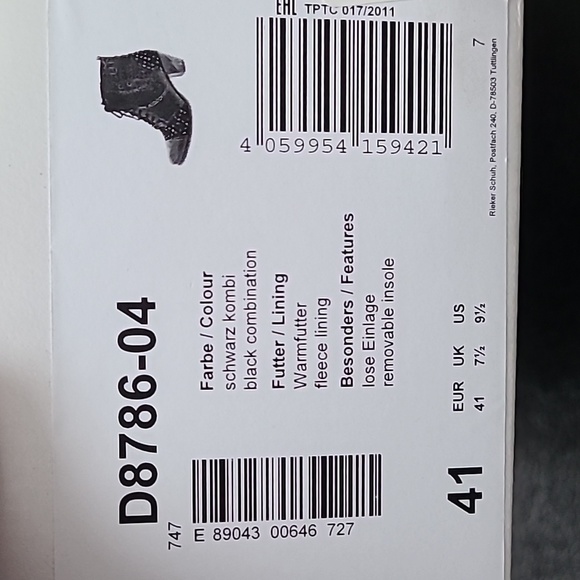 D8786-04
Farbe / Colour
schwarz kombi
black combination
Futter / Lining
Warmfutter
fleece lining
Besonders / Features
lose Einlage
removable insole
747
E 89043 00646 727
EAC TPTC 017/2011
4 059954 159421
41
EUR UK US
41 7½ 9½
Rieker Schuh, Postfach 240, D-78503 Tuttlingen
7